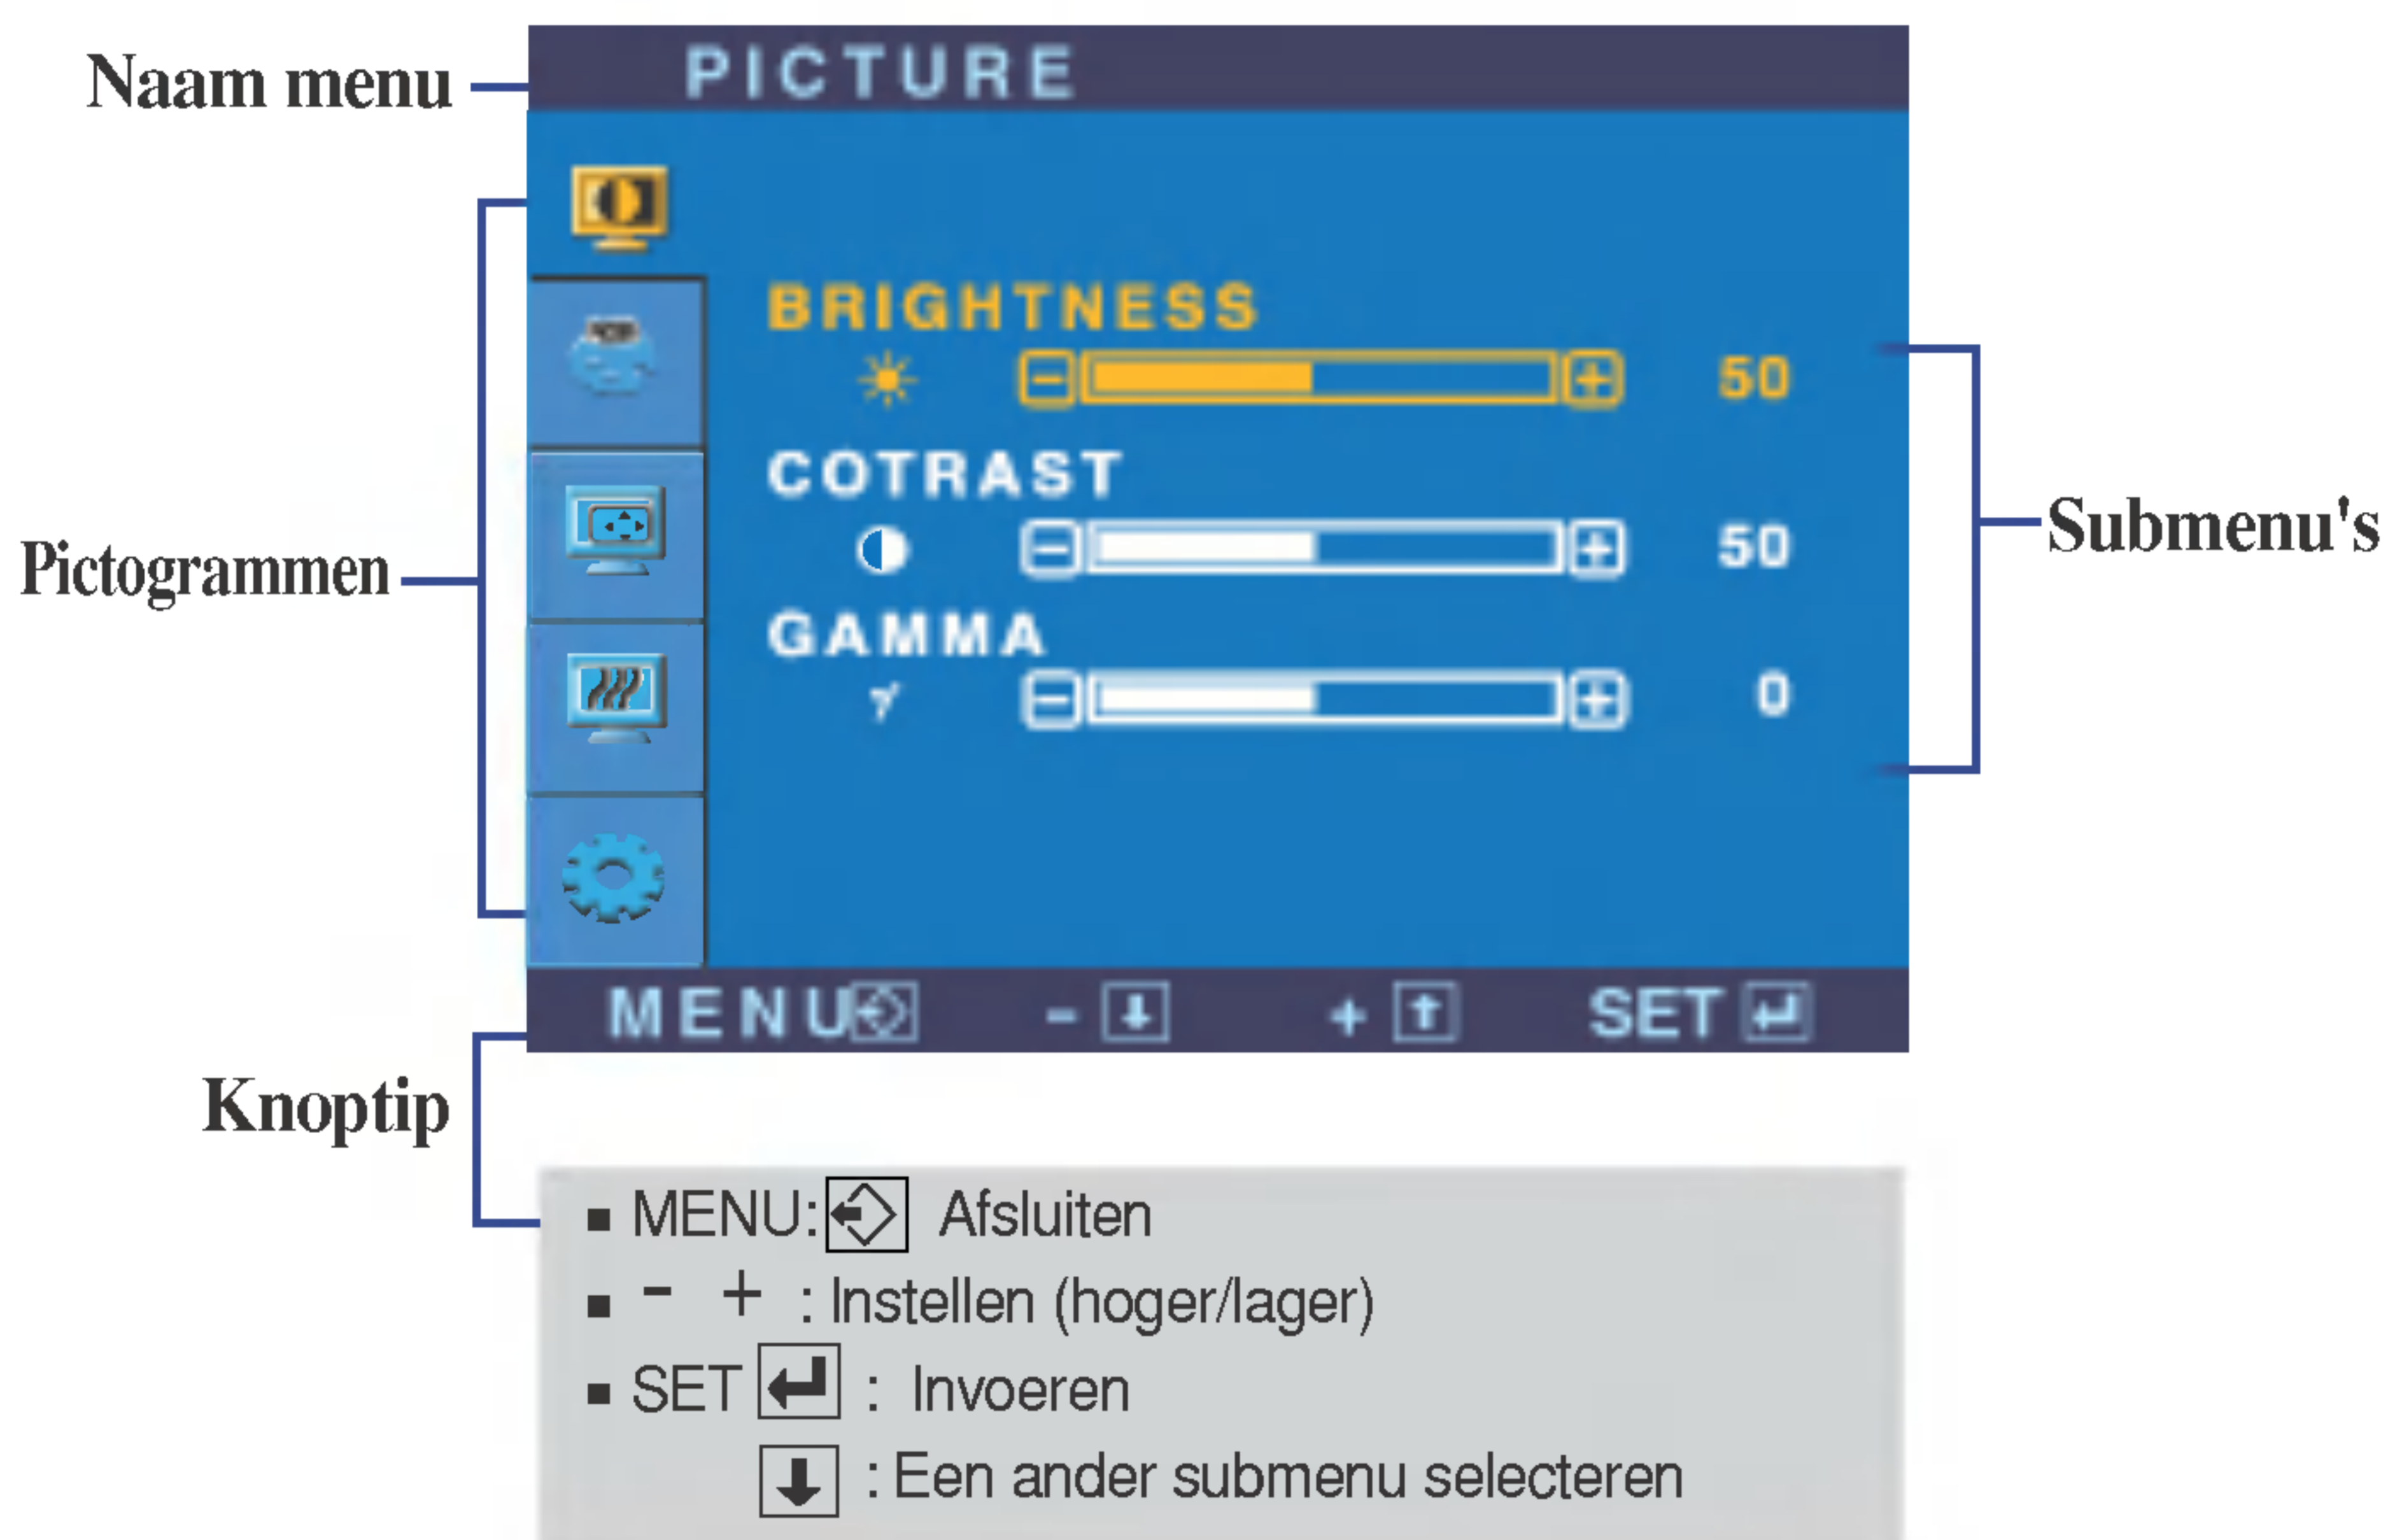 Naam menu
PICTURE
BRIGHTNESS
50
COTRAST
50
GAMMA
0
Pictogrammen
Submenu's
MENU - + SET
Knoptip
■ MENU: Afsluiten
■ - + : Instellen (hoger/lager)
■ SET : Invoeren
: Een ander submenu selecteren